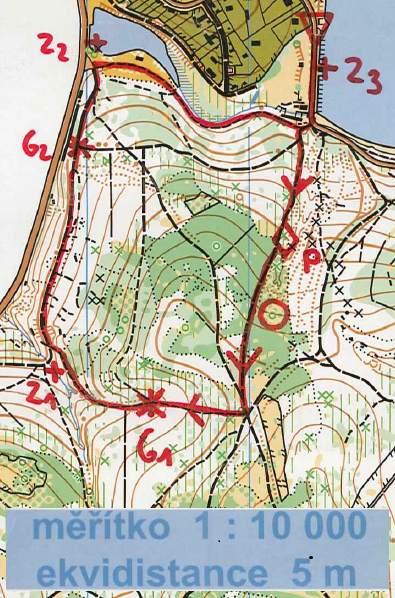 Z2
Z3
G2
P
Z1
G1
měřítko 1 : 10 000
ekvidistance 5 m